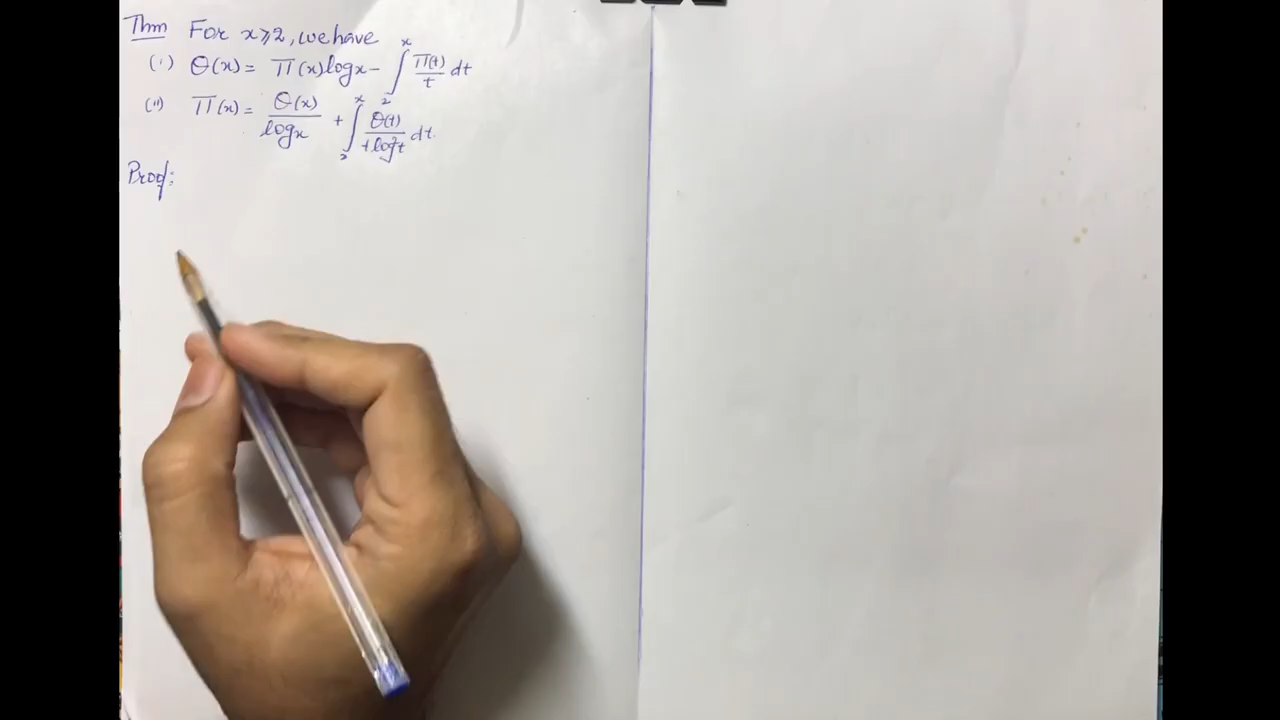 Thm For x≥2, we have
(i) θ(x) = π(x)logx - ∫₂ˣ π(t)/t dt
(ii) π(x) = θ(x)/logx + ∫₂ˣ θ(t)/(t log²t) dt.
Proof: